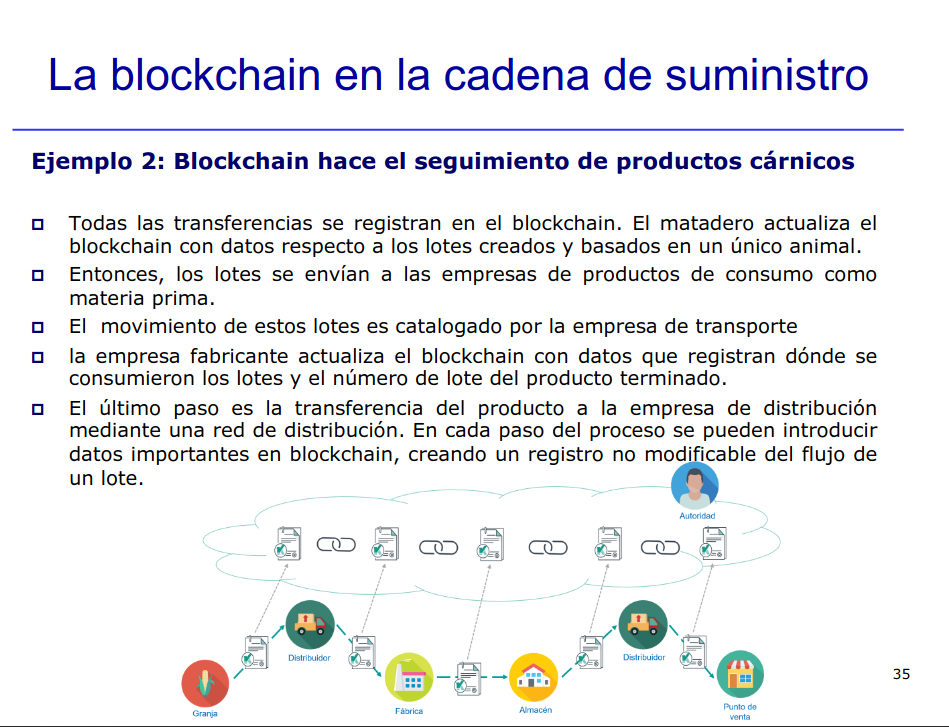 La blockchain en la cadena de suministro
Ejemplo 2: Blockchain hace el seguimiento de productos cárnicos
Todas las transferencias se registran en el blockchain. El matadero actualiza el
blockchain con datos respecto a los lotes creados y basados en un único animal.
Entonces, los lotes se envían a las empresas de productos de consumo como
materia prima.
El movimiento de estos lotes es catalogado por la empresa de transporte
la empresa fabricante actualiza el blockchain con datos que registran dónde se
consumieron los lotes y el número de lote del producto terminado.
El último paso es la transferencia del producto a la empresa de distribución
mediante una red de distribución. En cada paso del proceso se pueden introducir
datos importantes en blockchain, creando un registro no modificable del flujo de
un lote.
Autoridad
Distribuidor
Distribuidor
Granja
Fábrica
Almacén
Punto de
venta
35